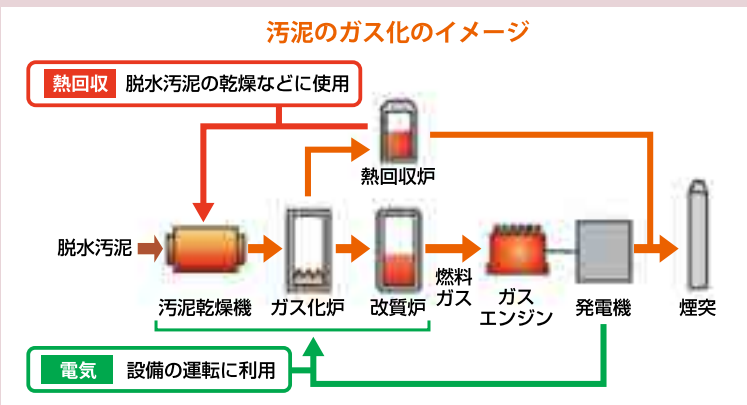 汚泥のガス化のイメージ
熱回収 脱水汚泥の乾燥などに使用
熱回収炉
脱水汚泥
汚泥乾燥機
ガス化炉
改質炉
燃料
ガス
ガス
エンジン
発電機
煙突
電気 設備の運転に利用